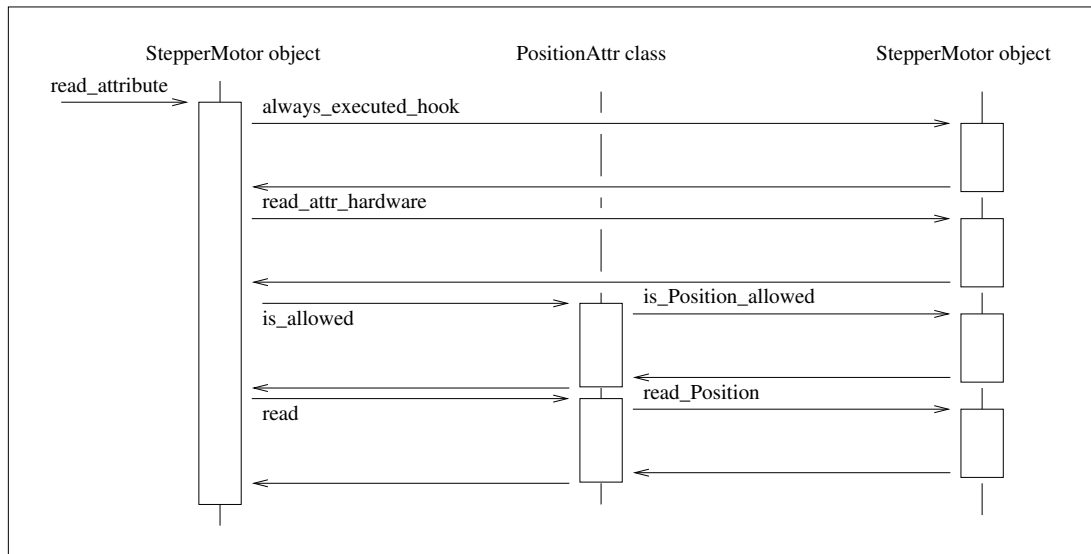 StepperMotor object
PositionAttr class
StepperMotor object
read_attribute
always_executed_hook
read_attr_hardware
is_Position_allowed
is_allowed
read_Position
read